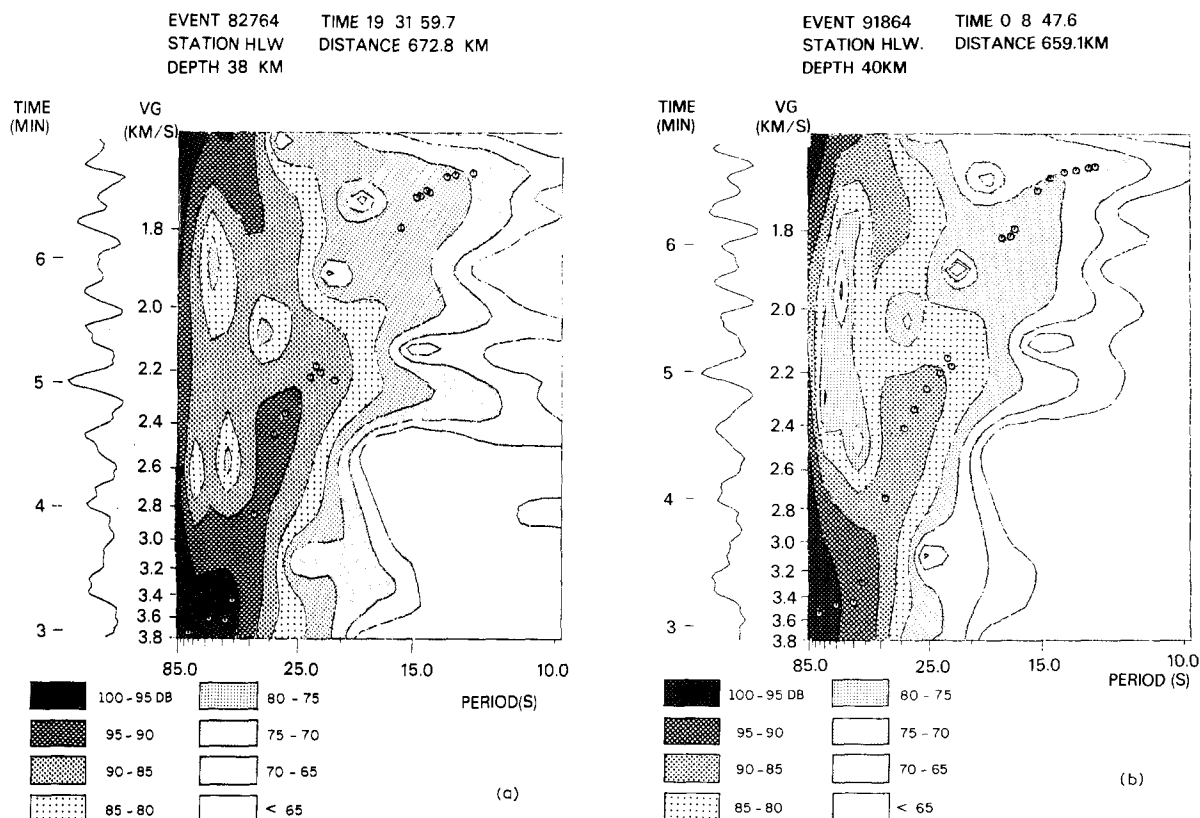 EVENT 82764 TIME 19 31 59.7
STATION HLW DISTANCE 672.8 KM
DEPTH 38 KM
TIME (MIN)
VG (KM/S)
1.8
6
2.0
2.2
5
2.4
2.6
4
2.8
3.0
3.2
3.4
3.6
3
3.8
85.0 25.0 15.0 10.0
PERIOD(S)
100-95 DB
95-90
90-85
85-80
80-75
75-70
70-65
< 65
(a)
EVENT 91864 TIME 0 8 47.6
STATION HLW. DISTANCE 659.1KM
DEPTH 40KM
TIME (MIN)
VG (KM/S)
1.8
6
2.0
2.2
5
2.4
2.6
4
2.8
3.0
3.2
3.4
3.6
3
3.8
85.0 25.0 15.0 10.0
PERIOD (S)
100-95 DB
95-90
90-85
85-80
80-75
75-70
70-65
< 65
(b)